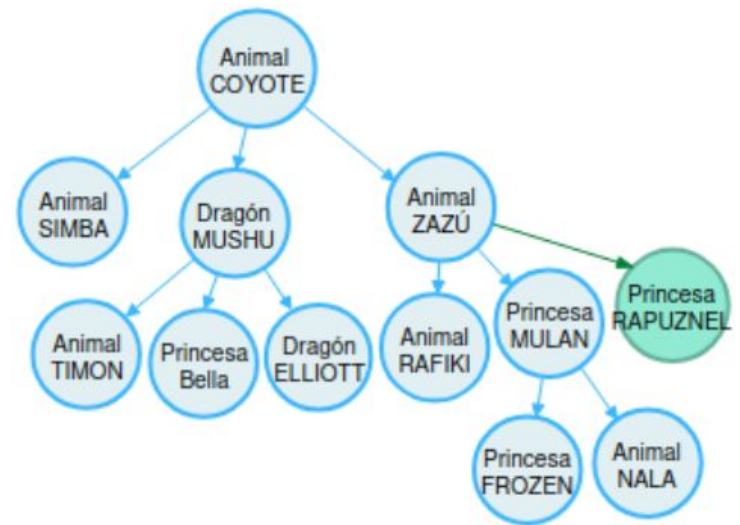 Animal
COYOTE
Animal
SIMBA
Dragón
MUSHU
Animal
ZAZÚ
Princesa
RAPUZNEL
Animal
TIMON
Princesa
Bella
Dragón
ELLIOTT
Animal
RAFIKI
Princesa
MULAN
Princesa
FROZEN
Animal
NALA